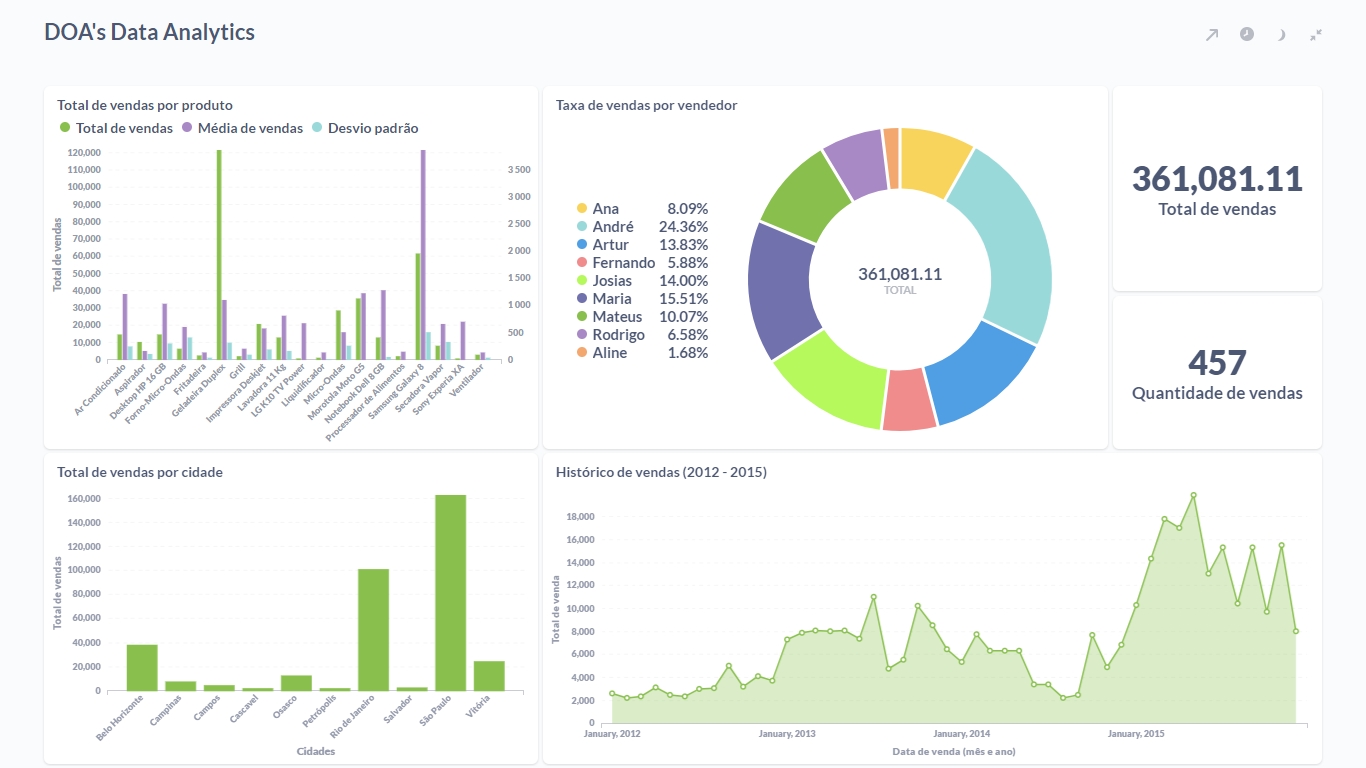 DOA's Data Analytics
Total de vendas por produto
Total de vendas Média de vendas Desvio padrão
Total de vendas
120,000
110,000
100,000
90,000
80,000
70,000
60,000
50,000
40,000
30,000
20,000
10,000
0
3 500
3 000
2 500
2 000
1 500
1 000
500
0
Ar Condicionado
Aspirador
Desktop HP 16 GB
Forno-Micro-Ondas
Fritadeira
Geladeira Duplex
Grill
Impressora Deskjet
Lavadora 11 Kg
LG K10 TV Power
Liquidificador
Micro-Ondas
Morotola Moto G5
Notebook Dell 8 GB
Processador de Alimentos
Samsung Galaxy 8
Secadora Vapor
Sony Experia XA
Ventilador
Taxa de vendas por vendedor
Ana 8.09%
André 24.36%
Artur 13.83%
Fernando 5.88%
Josias 14.00%
Maria 15.51%
Mateus 10.07%
Rodrigo 6.58%
Aline 1.68%
361,081.11
TOTAL
361,081.11
Total de vendas
457
Quantidade de vendas
Total de vendas por cidade
Total de vendas
160,000
140,000
120,000
100,000
80,000
60,000
40,000
20,000
0
Belo Horizonte
Campinas
Campos
Cascavel
Osasco
Petrópolis
Rio de Janeiro
Salvador
São Paulo
Vitória
Cidades
Histórico de vendas (2012 - 2015)
Total de venda
18,000
16,000
14,000
12,000
10,000
8,000
6,000
4,000
2,000
0
January, 2012
January, 2013
January, 2014
January, 2015
Data de venda (mês e ano)